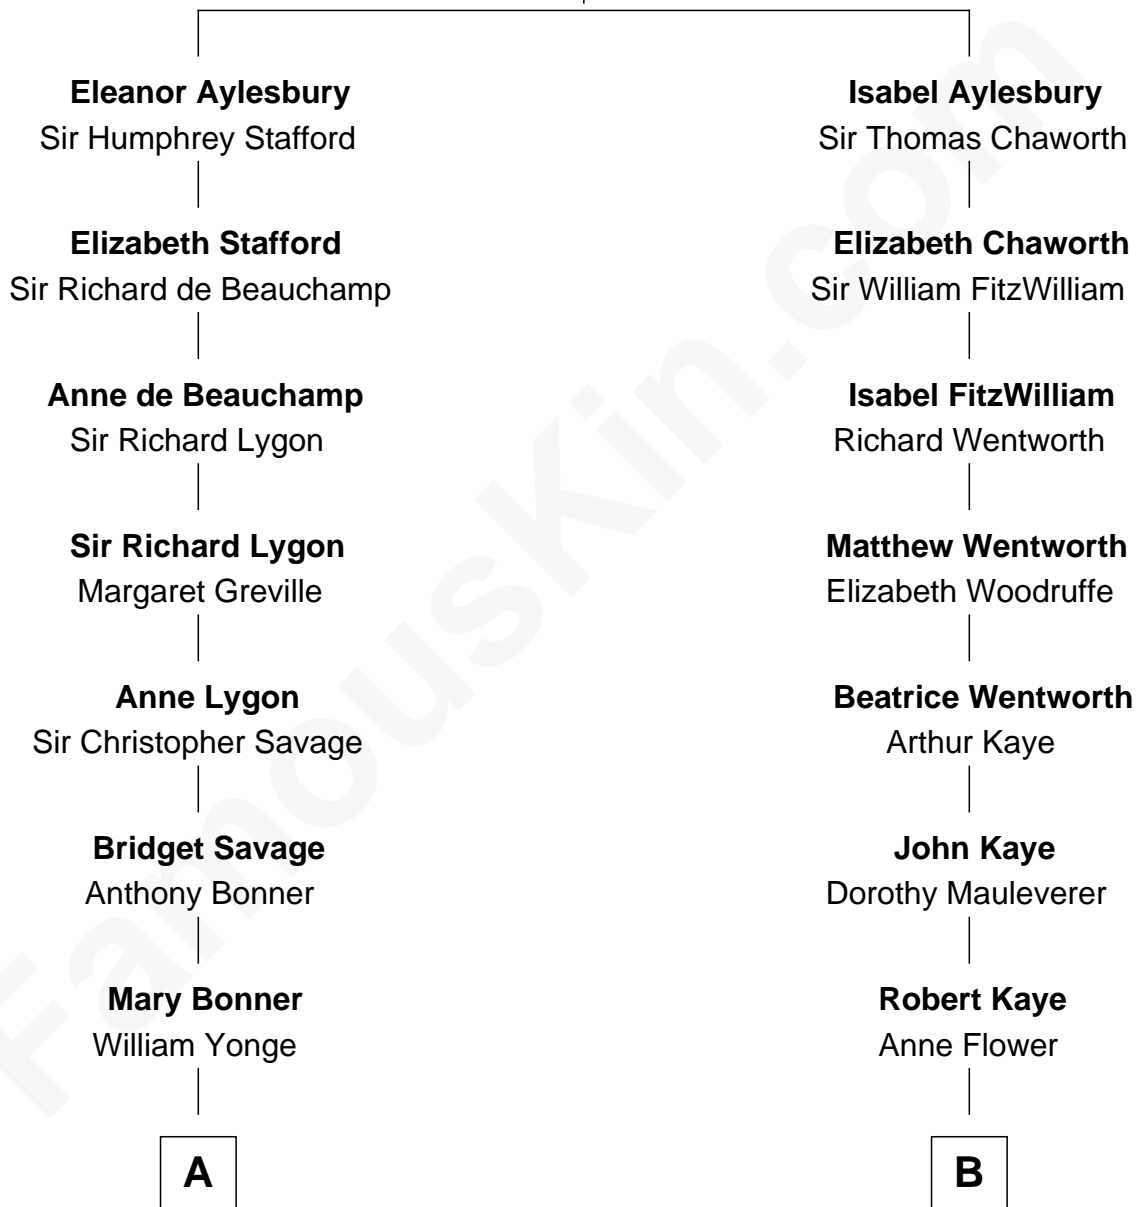 Eleanor Aylesbury
Sir Humphrey Stafford
Elizabeth Stafford
Sir Richard de Beauchamp
Anne de Beauchamp
Sir Richard Lygon
Sir Richard Lygon
Margaret Greville
Anne Lygon
Sir Christopher Savage
Bridget Savage
Anthony Bonner
Mary Bonner
William Yonge
A
Isabel Aylesbury
Sir Thomas Chaworth
Elizabeth Chaworth
Sir William FitzWilliam
Isabel FitzWilliam
Richard Wentworth
Matthew Wentworth
Elizabeth Woodruffe
Beatrice Wentworth
Arthur Kaye
John Kaye
Dorothy Mauleverer
Robert Kaye
Anne Flower
B
FamousKin.com